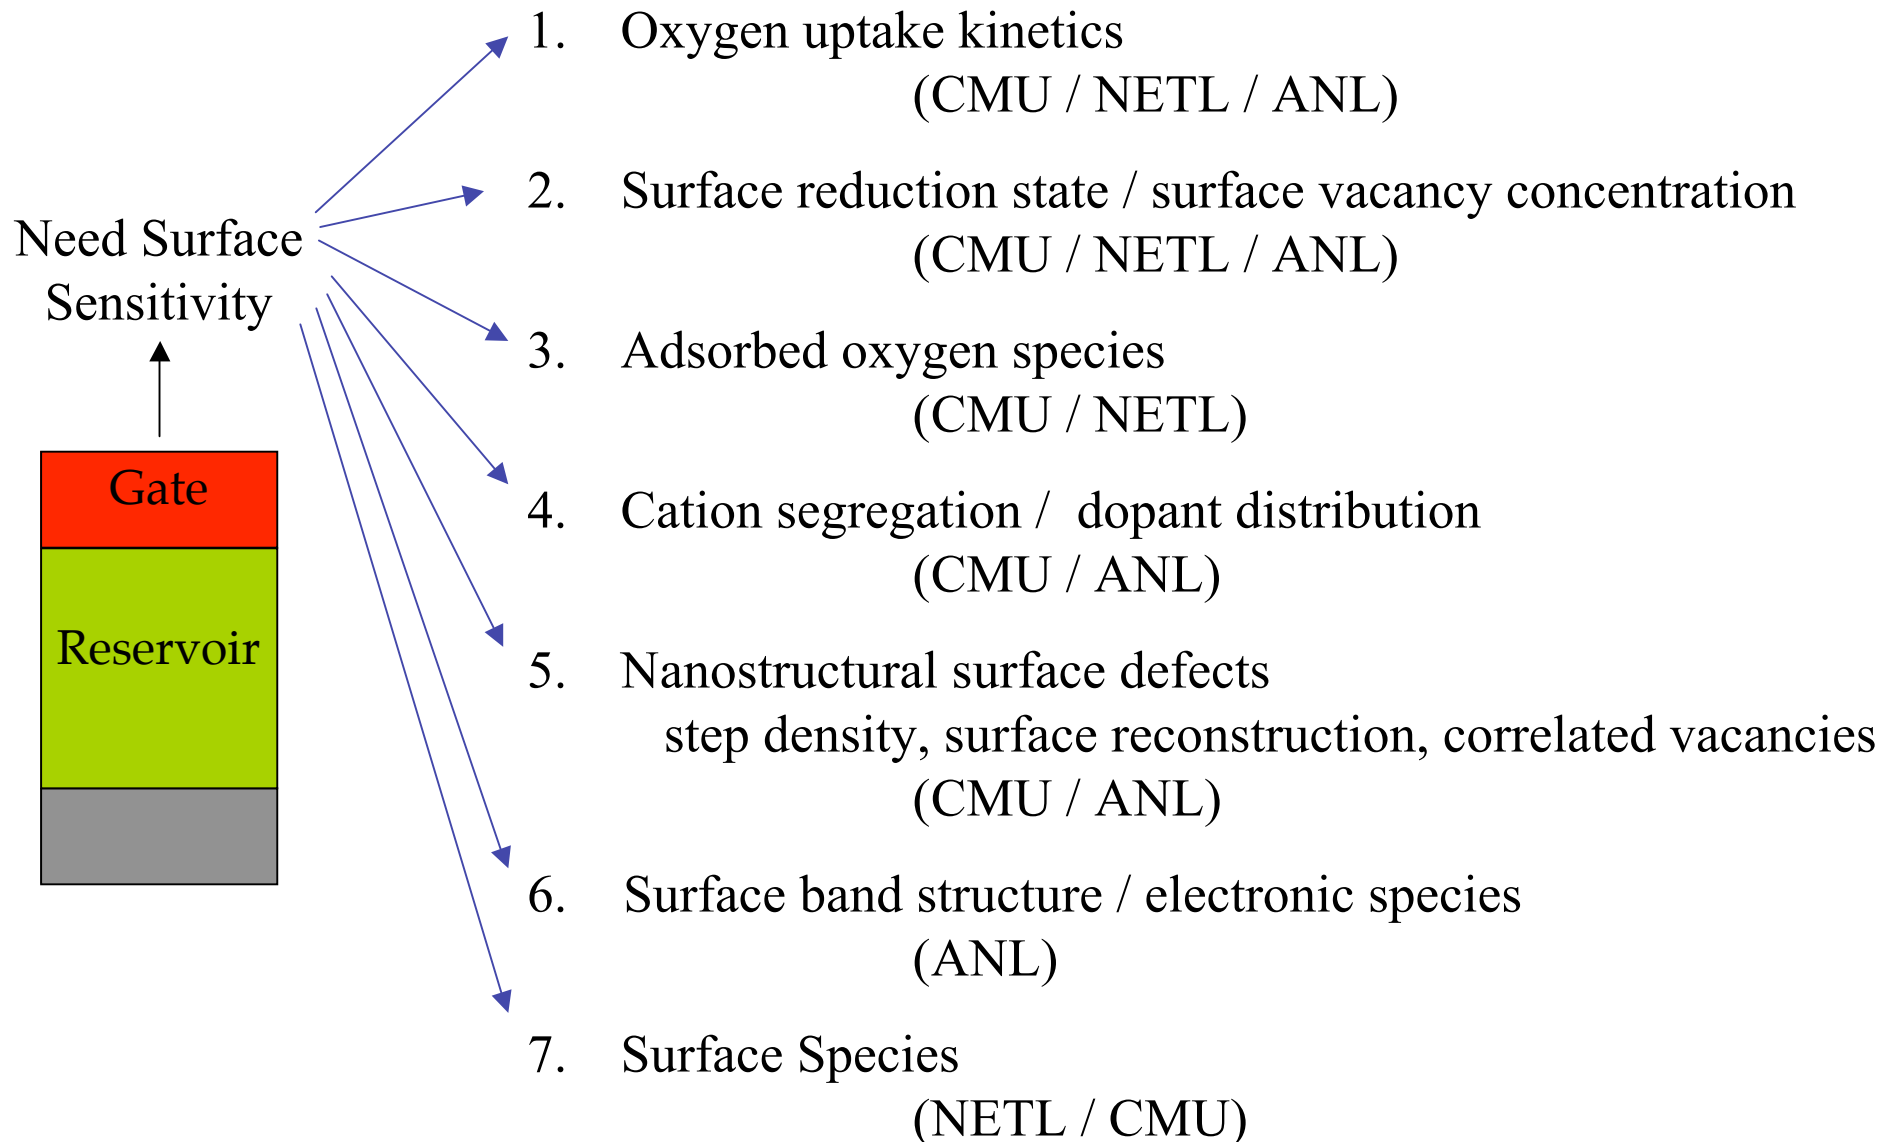 Need Surface
Sensitivity
Gate
Reservoir
1. Oxygen uptake kinetics
(CMU / NETL / ANL)
2. Surface reduction state / surface vacancy concentration
(CMU / NETL / ANL)
3. Adsorbed oxygen species
(CMU / NETL)
4. Cation segregation / dopant distribution
(CMU / ANL)
5. Nanostructural surface defects
step density, surface reconstruction, correlated vacancies
(CMU / ANL)
6. Surface band structure / electronic species
(ANL)
7. Surface Species
(NETL / CMU)